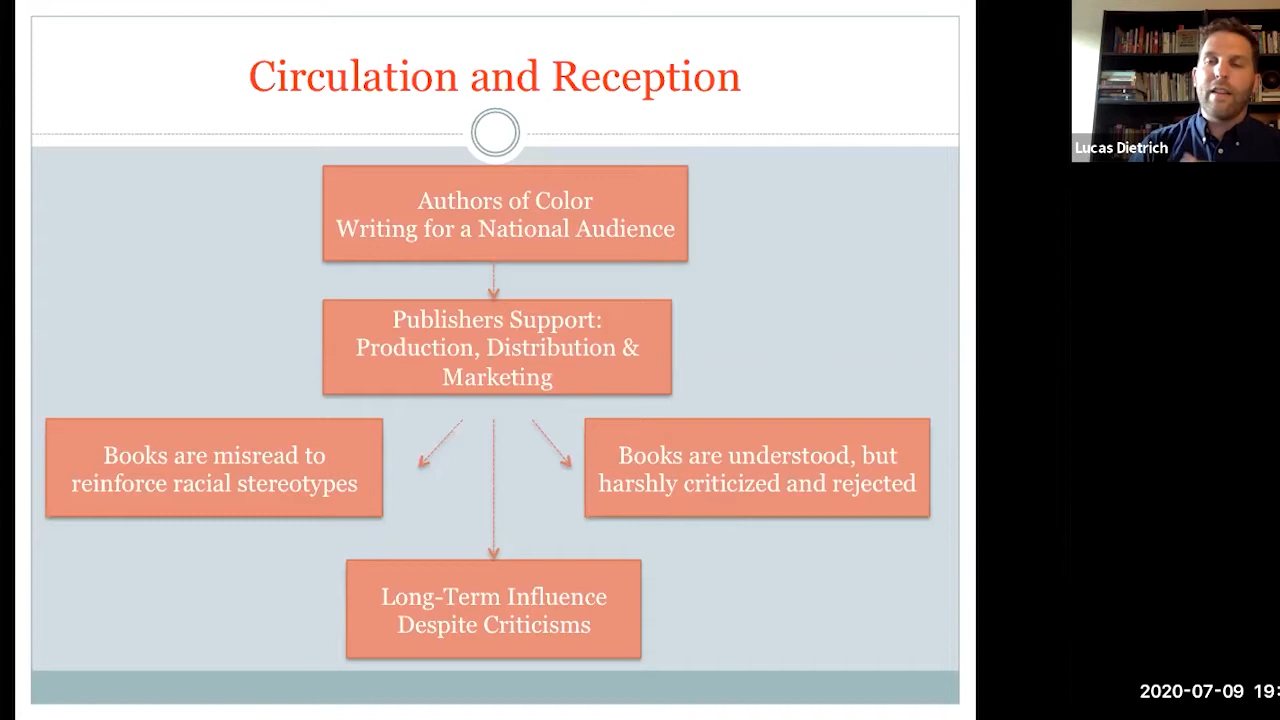 Circulation and Reception
Lucas Dietrich
Authors of Color
Writing for a National Audience
Publishers Support:
Production, Distribution &
Marketing
Books are misread to
reinforce racial stereotypes
Books are understood, but
harshly criticized and rejected
Long-Term Influence
Despite Criticisms
2020-07-09 19: